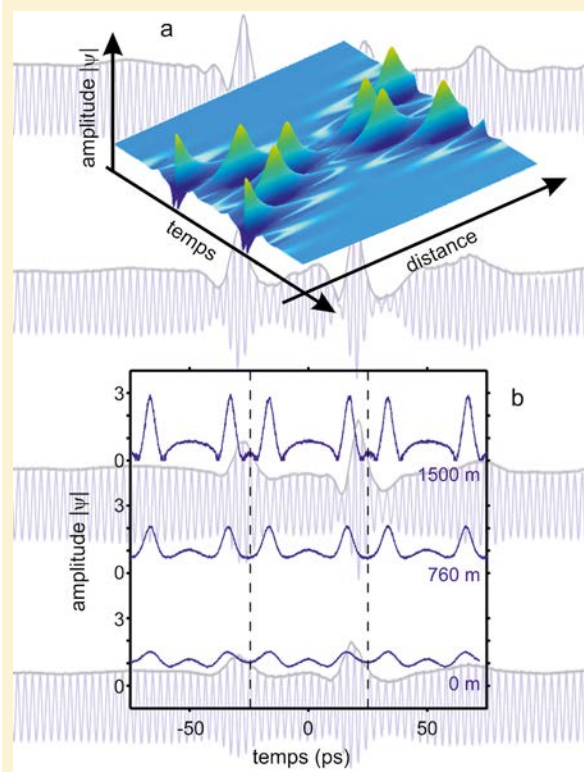 a
amplitude |ψ|
temps
distance
b
3
0
1500 m
3
0
760 m
3
0
0 m
amplitude |ψ|
-50 0 50
temps (ps)